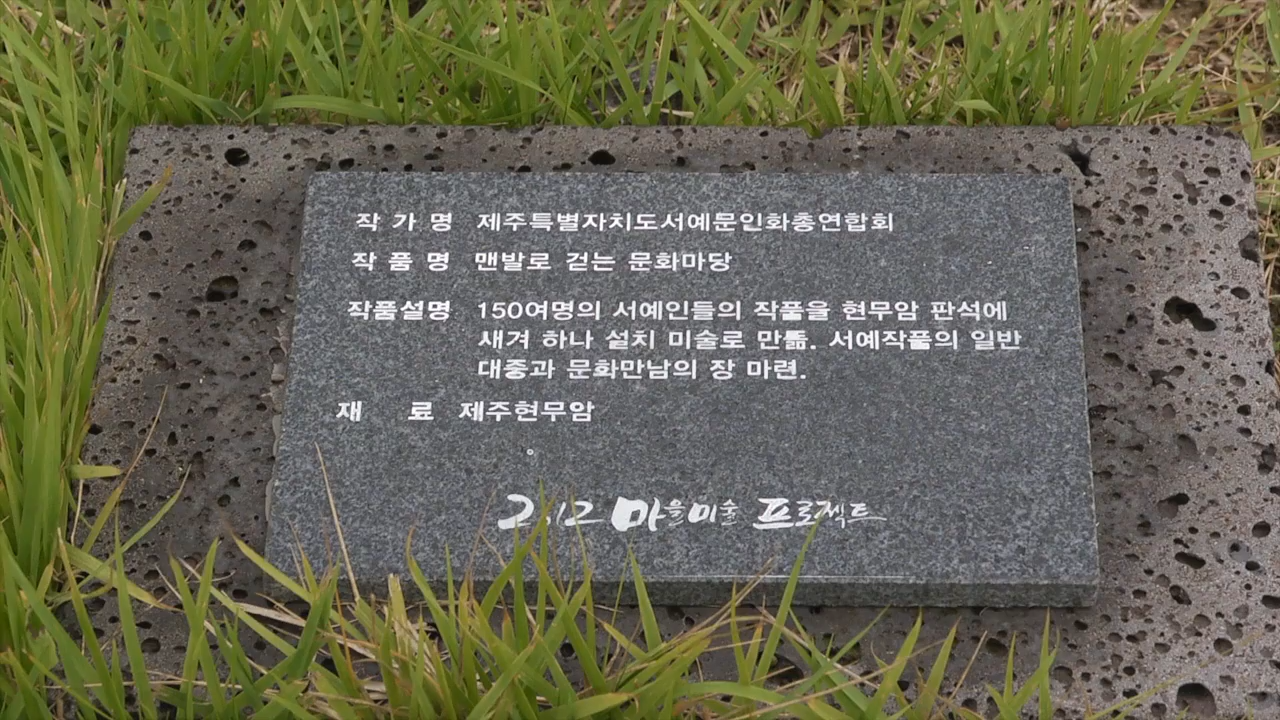 작 가 명 제주특별자치도서예문인화총연합회
작 품 명 맨발로 걷는 문화마당
작품설명 150여명의 서예인들의 작품을 현무암 판석에
새겨 하나 설치 미술로 만듦. 서예작품의 일반
대중과 문화만남의 장 마련.
재 료 제주현무암
2012 마을미술 프로젝트